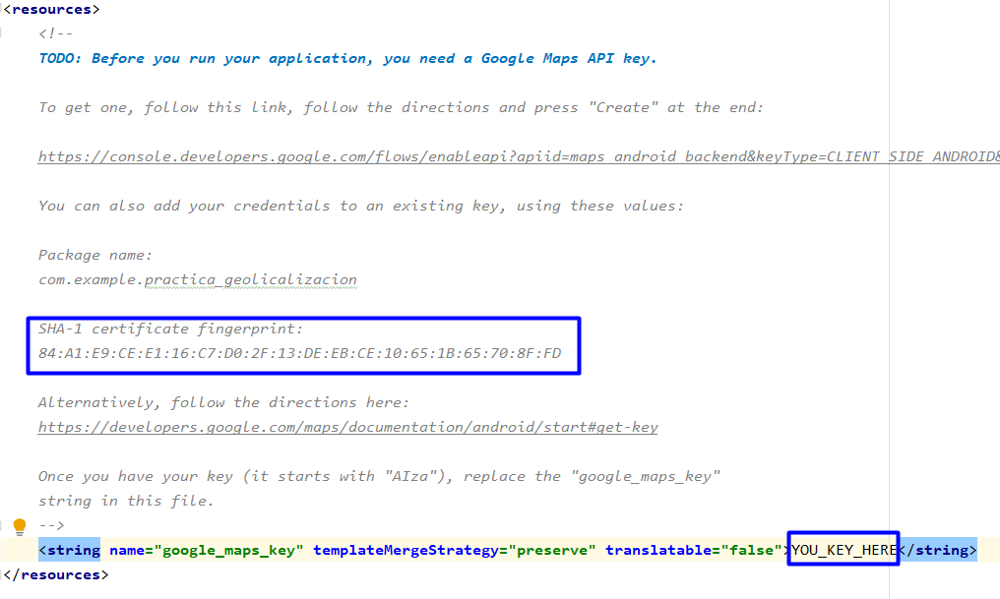 <resources>
<!--
TODO: Before you run your application, you need a Google Maps API key.
To get one, follow this link, follow the directions and press "Create" at the end:
https://console.developers.google.com/flows/enableapi?apiid=maps_android_backend&keyType=CLIENT_SIDE_ANDROID&
You can also add your credentials to an existing key, using these values:
Package name:
com.example.practica_geolicalizacion
SHA-1 certificate fingerprint:
84:A1:E9:CE:E1:16:C7:D0:2F:13:DE:EB:CE:10:65:1B:65:70:8F:FD
Alternatively, follow the directions here:
https://developers.google.com/maps/documentation/android/start#get-key
Once you have your key (it starts with "AIza"), replace the "google_maps_key"
string in this file.
-->
<string name="google_maps_key" templateMergeStrategy="preserve" translatable="false">YOU_KEY_HERE</string>
</resources>